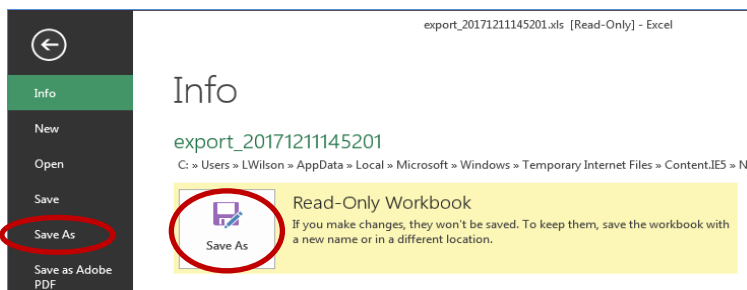 export_20171211145201.xls [Read-Only] - Excel
Info
New
Open
Save
Save As
Save as Adobe
PDF
Info
export_20171211145201
C: » Users » LWilson » AppData » Local » Microsoft » Windows » Temporary Internet Files » Content.IE5 » N
Save As
Read-Only Workbook
If you make changes, they won't be saved. To keep them, save the workbook with
a new name or in a different location.